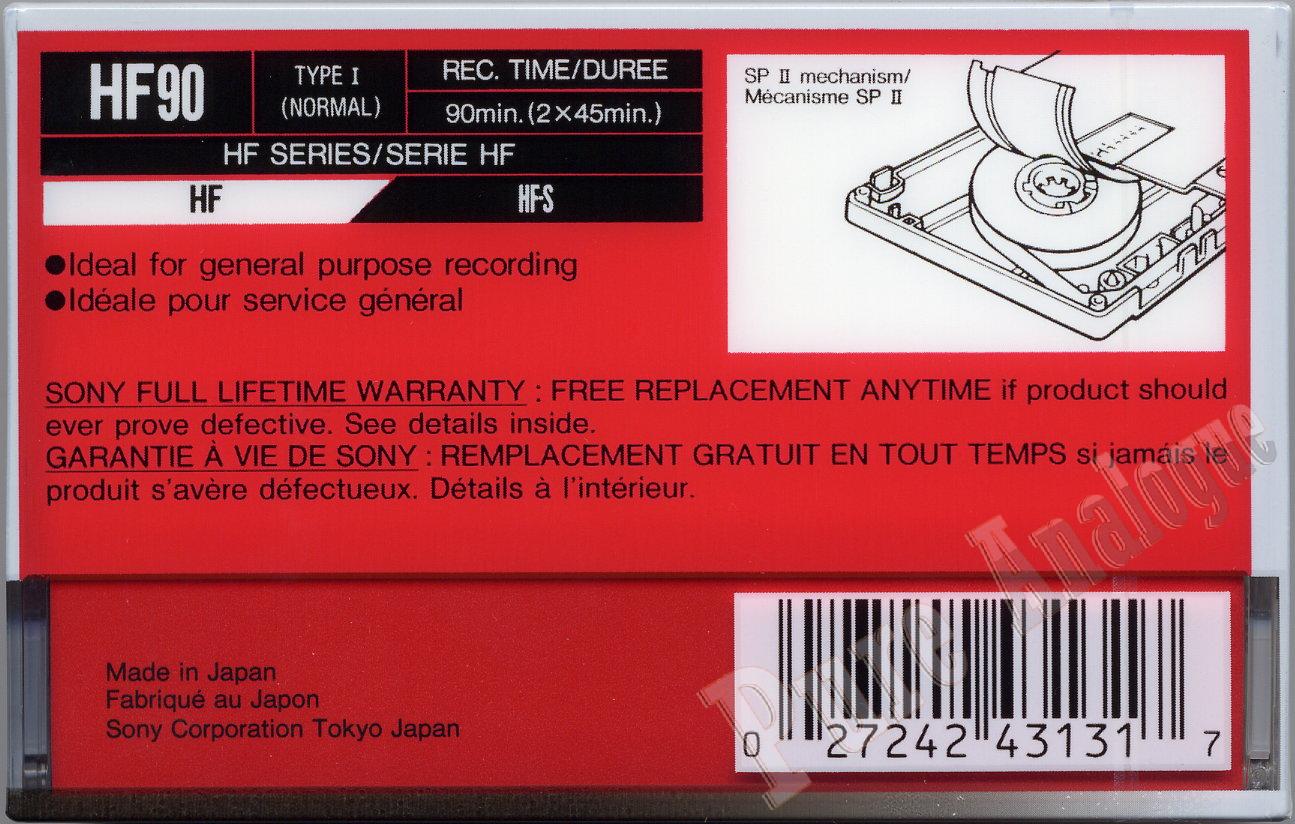 HF90
TYPE I
(NORMAL)
REC. TIME/DUREE
90min. (2×45min.)
HF SERIES/SERIE HF
HF
HF-S
SP II mechanism/
Mécanisme SP II
●Ideal for general purpose recording
●Idéale pour service général
SONY FULL LIFETIME WARRANTY : FREE REPLACEMENT ANYTIME if product should
ever prove defective. See details inside.
GARANTIE À VIE DE SONY : REMPLACEMENT GRATUIT EN TOUT TEMPS si jamáis le
produit s'avère défectueux. Détails à l'intérieur.
Made in Japan
Fabriqué au Japon
Sony Corporation Tokyo Japan
0 27242 43131 7
Pure Analogue